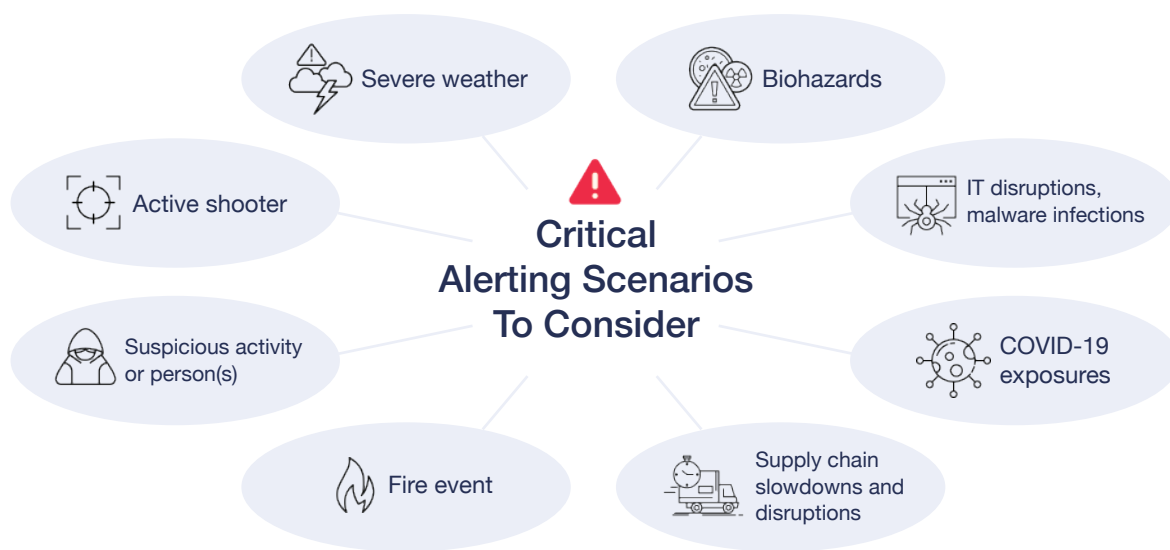 Severe weather
Biohazards
Active shooter
IT disruptions,
malware infections
Critical
Alerting Scenarios
To Consider
Suspicious activity
or person(s)
COVID-19
exposures
Fire event
Supply chain
slowdowns and
disruptions